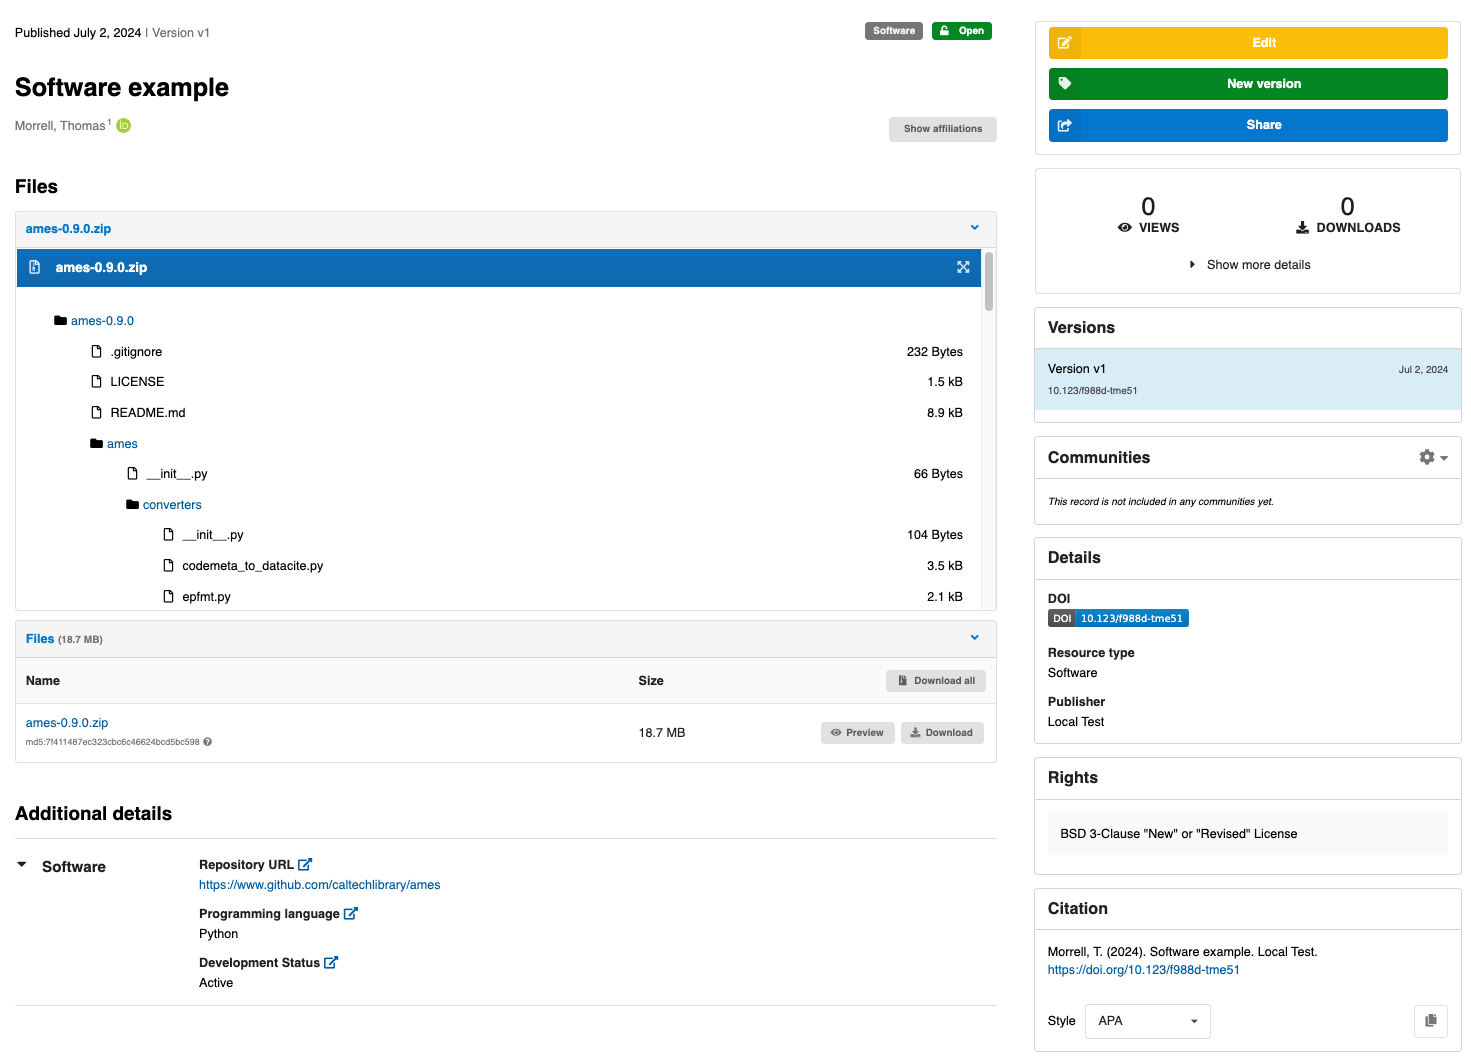 Published July 2, 2024 | Version v1
Software
Open
Software example
Morrell, Thomas 1
Show affiliations
Files
ames-0.9.0.zip
ames-0.9.0.zip
ames-0.9.0
.gitignore 232 Bytes
LICENSE 1.5 kB
README.md 8.9 kB
ames
__init__.py 66 Bytes
converters
__init__.py 104 Bytes
codemeta_to_datacite.py 3.5 kB
epfmt.py 2.1 kB
Files (18.7 MB)
Name Size Download all
ames-0.9.0.zip
md5:7f411487ec323cbc6c46624bcd5bc598
18.7 MB
Preview
Download
Additional details
Software
Repository URL
https://www.github.com/caltechlibrary/ames
Programming language
Python
Development Status
Active
Edit
New version
Share
0 VIEWS
0 DOWNLOADS
Show more details
Versions
Version v1 Jul 2, 2024
10.123/f988d-tme51
Communities
This record is not included in any communities yet.
Details
DOI
DOI 10.123/f988d-tme51
Resource type
Software
Publisher
Local Test
Rights
BSD 3-Clause "New" or "Revised" License
Citation
Morrell, T. (2024). Software example. Local Test.
https://doi.org/10.123/f988d-tme51
Style APA